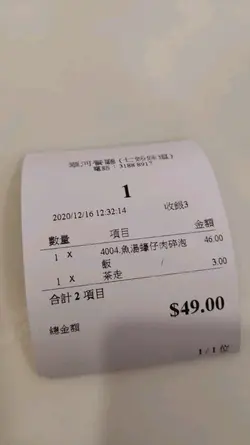 1
2020/12/16 12:32:14 收銀3
數量 項目 金額
1 X 4004.魚湯蠔仔肉碎泡 46.00
飯 /
1 X 茶走 3.00
合計 2 項目
$49.00
總金額
1 / 1 位